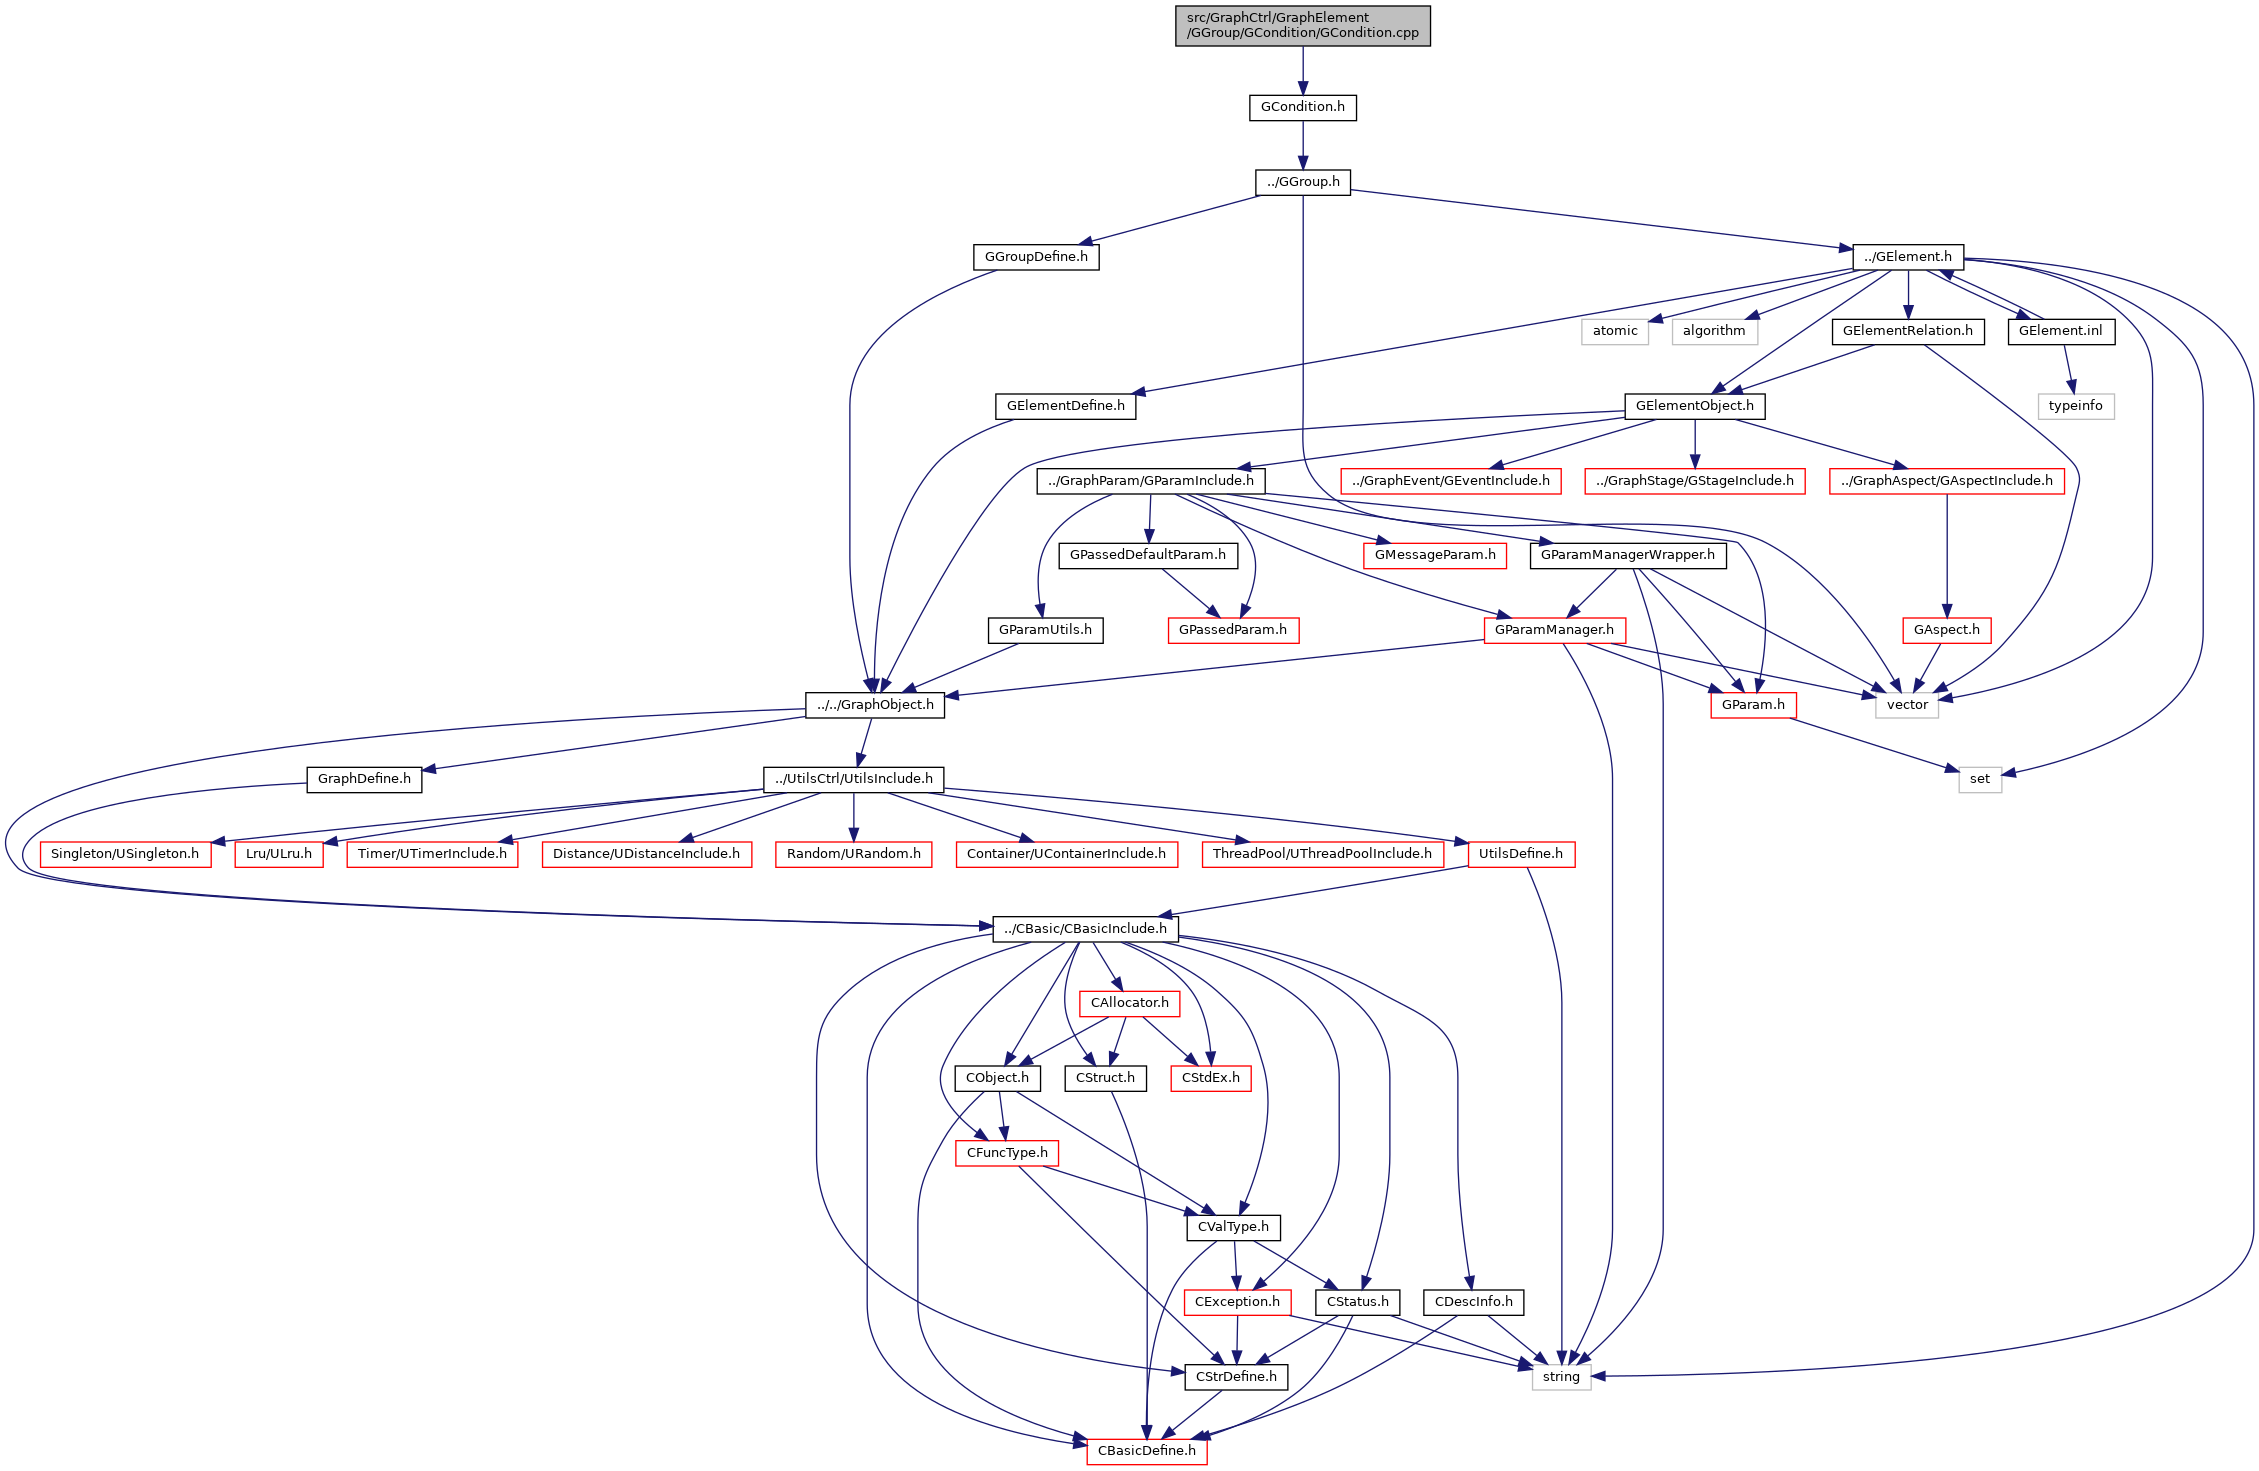 src/GraphCtrl/GraphElement
/GGroup/GCondition/GCondition.cpp
GCondition.h
../GGroup.h
GGroupDefine.h
../GElement.h
atomic
algorithm
GElementRelation.h
GElement.inl
GElementDefine.h
GElementObject.h
typeinfo
../GraphParam/GParamInclude.h
../GraphEvent/GEventInclude.h
../GraphStage/GStageInclude.h
../GraphAspect/GAspectInclude.h
GPassedDefaultParam.h
GMessageParam.h
GParamManagerWrapper.h
GParamUtils.h
GPassedParam.h
GParamManager.h
GAspect.h
../../GraphObject.h
GParam.h
vector
GraphDefine.h
../UtilsCtrl/UtilsInclude.h
set
Singleton/USingleton.h
Lru/ULru.h
Timer/UTimerInclude.h
Distance/UDistanceInclude.h
Random/URandom.h
Container/UContainerInclude.h
ThreadPool/UThreadPoolInclude.h
UtilsDefine.h
../CBasic/CBasicInclude.h
CAllocator.h
CObject.h
CStruct.h
CStdEx.h
CFuncType.h
CValType.h
CException.h
CStatus.h
CDescInfo.h
CStrDefine.h
string
CBasicDefine.h